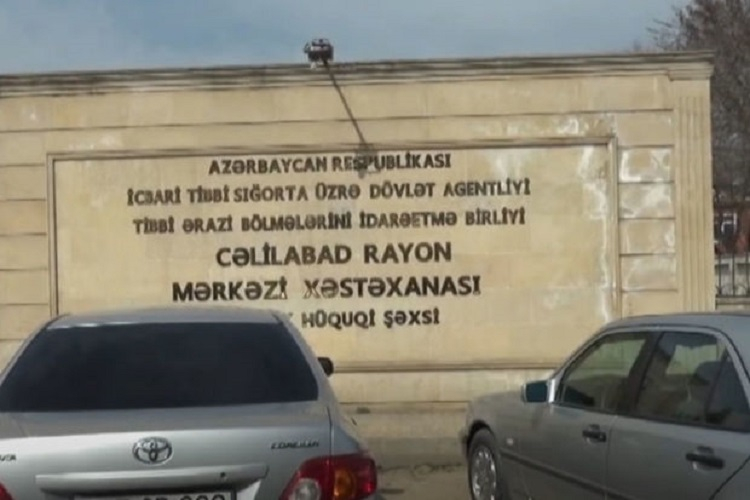 AZƏRBAYCAN RESPUBLİKASI
İCBARİ TİBBİ SIĞORTA ÜZRƏ DÖVLƏT AGENTLİYİ
TİBBİ ƏRAZİ BÖLMƏLƏRİNİ İDARƏETMƏ BİRLİYİ
CƏLİLABAD RAYON
MƏRKƏZİ XƏSTƏXANASI
HÜQUQİ ŞƏXSİ
COROLLA